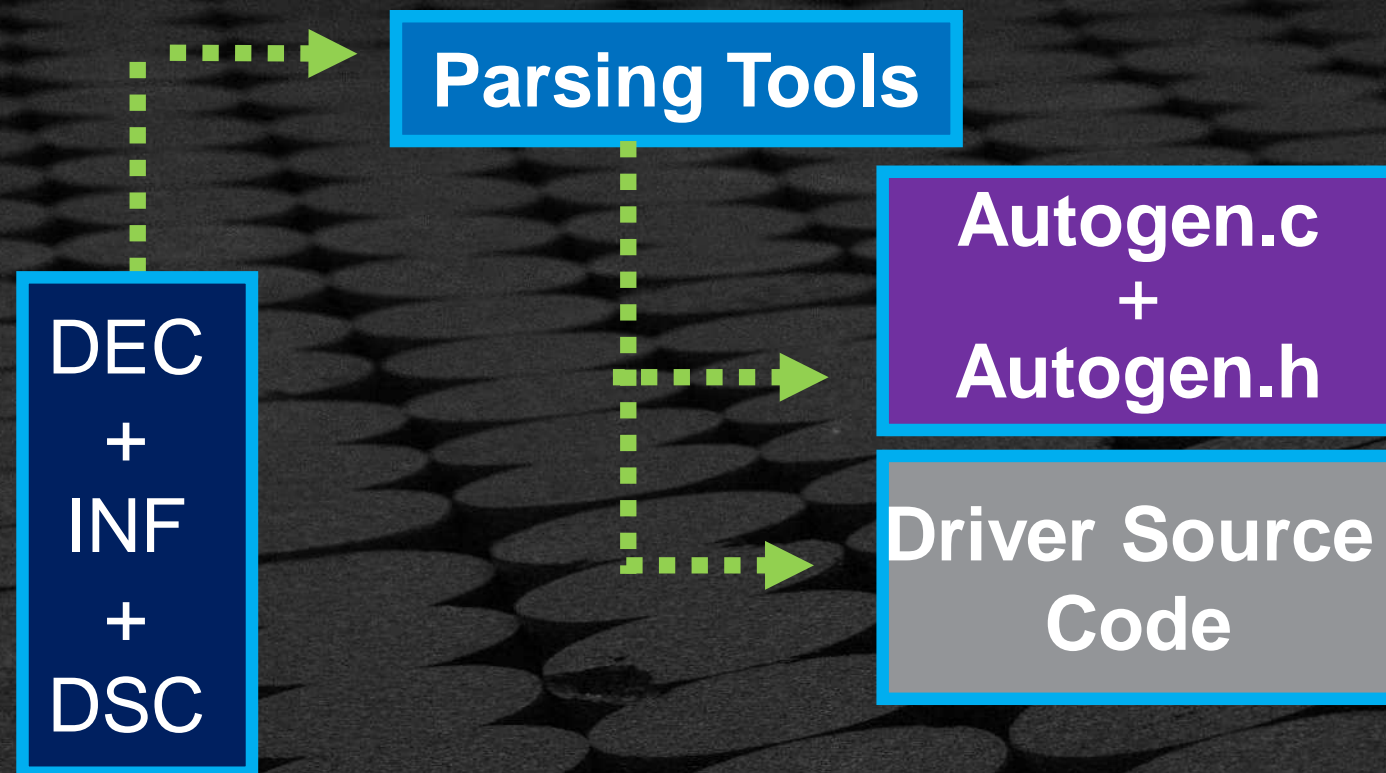 Parsing Tools
DEC
+
INF
+
DSC
Autogen.c
+
Autogen.h
Driver Source
Code